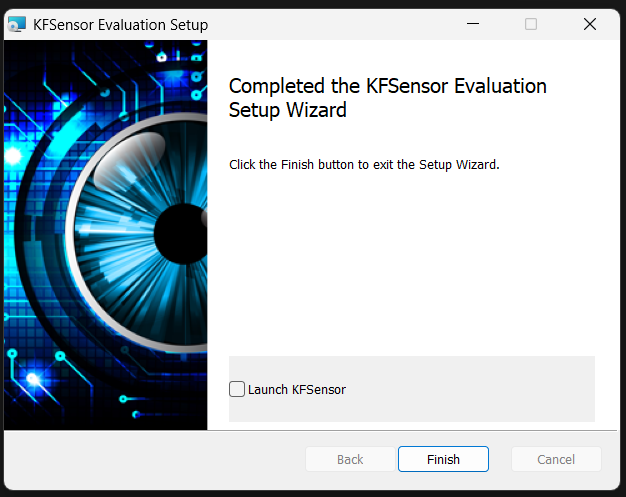 KFSensor Evaluation Setup
Completed the KFSensor Evaluation
Setup Wizard
Click the Finish button to exit the Setup Wizard.
Launch KFSensor
Back
Finish
Cancel